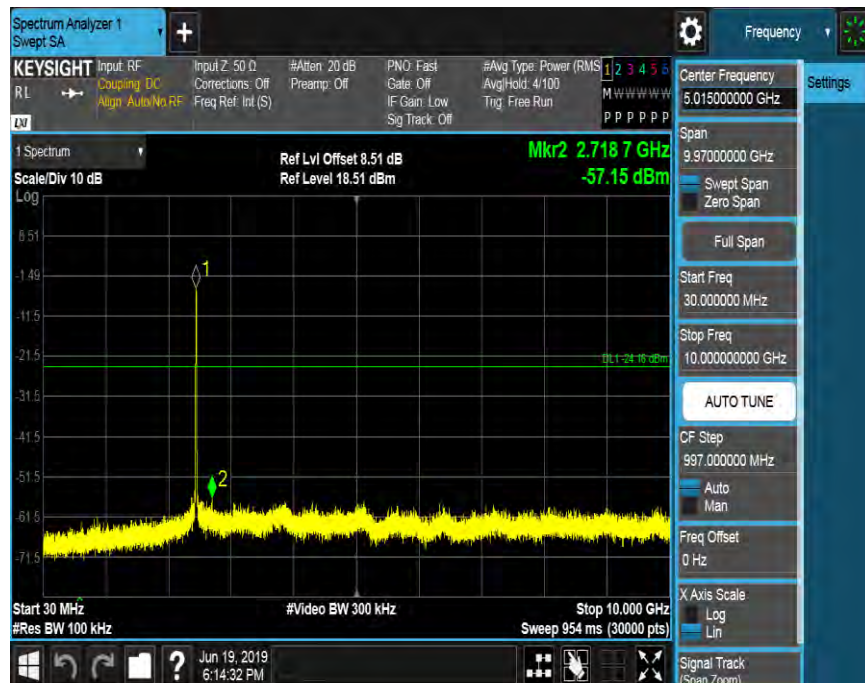 Spectrum Analyzer 1
Swept SA
+
Frequency
KEYSIGHT
RL
LXI
Input: RF
Coupling: DC
Align: Auto/No RF
Input Z: 50 Ω
Corrections: Off
Freq Ref: Int (S)
#Atten: 20 dB
Preamp: Off
PNO: Fast
Gate: Off
IF Gain: Low
Sig Track: Off
#Avg Type: Power (RMS
Avg|Hold: 4/100
Trig: Free Run
1 2 3 4 5 6
M W W W W W
P P P P P P
1 Spectrum
Scale/Div 10 dB
Log
Ref Lvl Offset 8.51 dB
Ref Level 18.51 dBm
Mkr2 2.718 7 GHz
-57.15 dBm
8.51
-1.49
-11.5
-21.5
-31.5
-41.5
-51.5
-61.5
-71.5
1
2
DL1 -24.16 dBm
Start 30 MHz
#Res BW 100 kHz
#Video BW 300 kHz
Stop 10.000 GHz
Sweep 954 ms (30000 pts)
Center Frequency
5.015000000 GHz
Settings
Span
9.97000000 GHz
Swept Span
Zero Span
Full Span
Start Freq
30.000000 MHz
Stop Freq
10.000000000 GHz
AUTO TUNE
CF Step
997.000000 MHz
Auto
Man
Freq Offset
0 Hz
X Axis Scale
Log
Lin
Signal Track
(Span Zoom)
?
Jun 19, 2019
6:14:32 PM